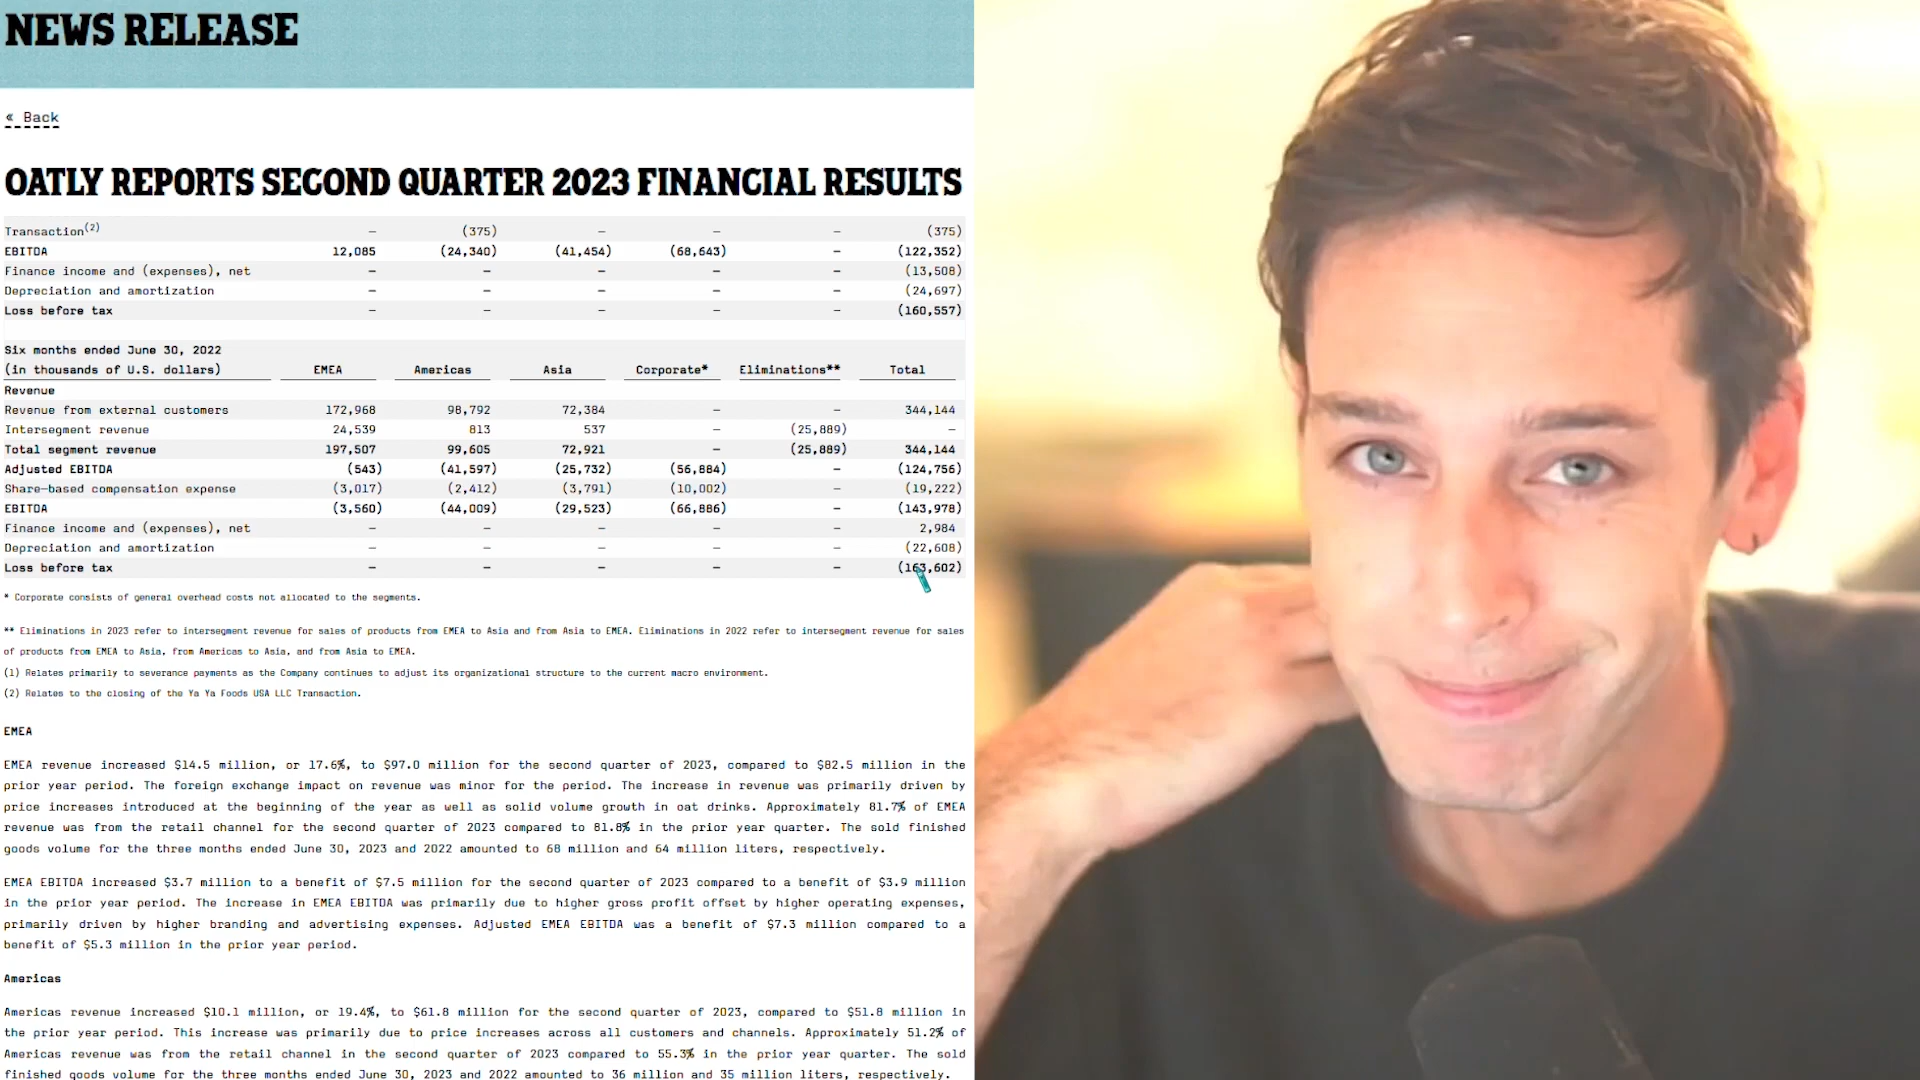 NEWS RELEASE
« Back
OATLY REPORTS SECOND QUARTER 2023 FINANCIAL RESULTS
Transaction(2) – (375) – – – (375)
EBITDA 12,085 (24,340) (41,454) (68,643) – (122,352)
Finance income and (expenses), net – – – – – (13,508)
Depreciation and amortization – – – – – (24,697)
Loss before tax – – – – – (160,557)
Six months ended June 30, 2022
(in thousands of U.S. dollars) EMEA Americas Asia Corporate* Eliminations** Total
Revenue
Revenue from external customers 172,968 98,792 72,384 – – 344,144
Intersegment revenue 24,539 813 537 – (25,889) –
Total segment revenue 197,507 99,605 72,921 – (25,889) 344,144
Adjusted EBITDA (543) (41,597) (25,732) (56,884) – (124,756)
Share-based compensation expense (3,017) (2,412) (3,791) (10,002) – (19,222)
EBITDA (3,560) (44,009) (29,523) (66,886) – (143,978)
Finance income and (expenses), net – – – – – 2,984
Depreciation and amortization – – – – – (22,608)
Loss before tax – – – – – (163,602)
* Corporate consists of general overhead costs not allocated to the segments.
** Eliminations in 2023 refer to intersegment revenue for sales of products from EMEA to Asia and from Asia to EMEA. Eliminations in 2022 refer to intersegment revenue for sales
of products from EMEA to Asia, from Americas to Asia, and from Asia to EMEA.
(1) Relates primarily to severance payments as the Company continues to adjust its organizational structure to the current macro environment.
(2) Relates to the closing of the Ya Ya Foods USA LLC Transaction.
EMEA
EMEA revenue increased $14.5 million, or 17.6%, to $97.0 million for the second quarter of 2023, compared to $82.5 million in the
prior year period. The foreign exchange impact on revenue was minor for the period. The increase in revenue was primarily driven by
price increases introduced at the beginning of the year as well as solid volume growth in oat drinks. Approximately 81.7% of EMEA
revenue was from the retail channel for the second quarter of 2023 compared to 81.8% in the prior year quarter. The sold finished
goods volume for the three months ended June 30, 2023 and 2022 amounted to 68 million and 64 million liters, respectively.
EMEA EBITDA increased $3.7 million to a benefit of $7.5 million for the second quarter of 2023 compared to a benefit of $3.9 million
in the prior year period. The increase in EMEA EBITDA was primarily due to higher gross profit offset by higher operating expenses,
primarily driven by higher branding and advertising expenses. Adjusted EMEA EBITDA was a benefit of $7.3 million compared to a
benefit of $5.3 million in the prior year period.
Americas
Americas revenue increased $10.1 million, or 19.4%, to $61.8 million for the second quarter of 2023, compared to $51.8 million in
the prior year period. This increase was primarily due to price increases across all customers and channels. Approximately 51.2% of
Americas revenue was from the retail channel in the second quarter of 2023 compared to 55.3% in the prior year quarter. The sold
finished goods volume for the three months ended June 30, 2023 and 2022 amounted to 36 million and 35 million liters, respectively.